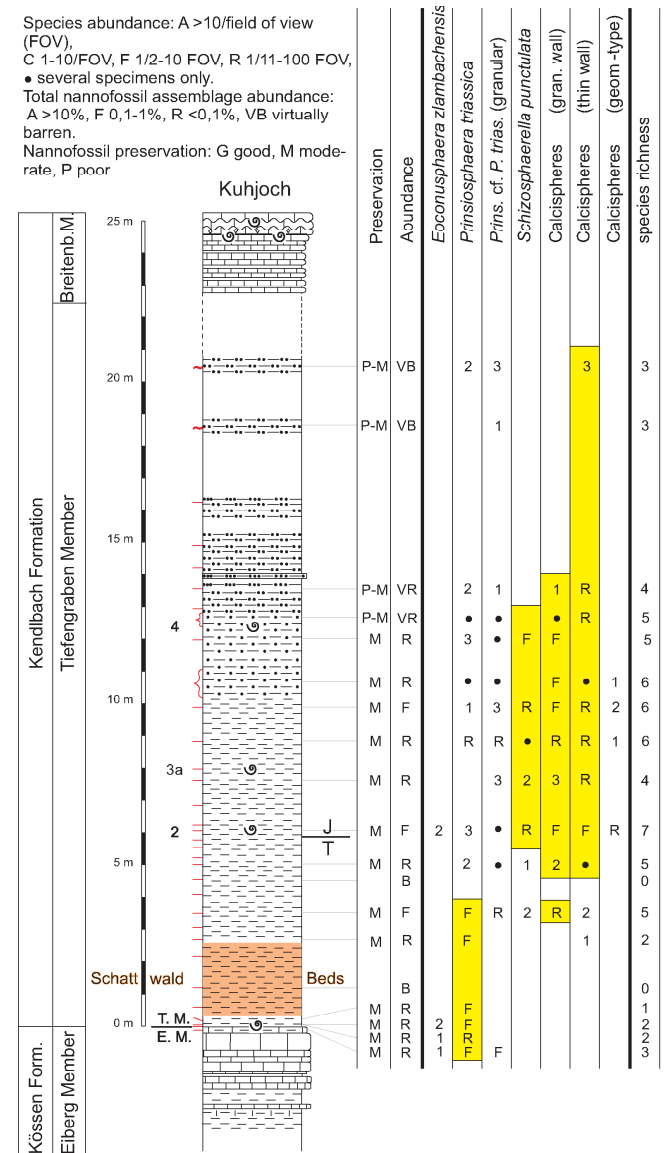 Species abundance: A >10/field of view
(FOV),
C 1-10/FOV, F 1/2-10 FOV, R 1/11-100 FOV,
● several specimens only.
Total nannofossil assemblage abundance:
A >10%, F 0,1-1%, R <0,1%, VB virtually
barren.
Nannofossil preservation: G good, M mode-
rate, P poor
Kuhjoch
Preservation
Abundance
Eoconusphaera zlambachensis
Prinsiosphaera triassica
Prins. cf. P. trias. (granular)
Schizosphaerella punctulata
Calcispheres (gran. wall)
Calcispheres (thin wall)
Calcispheres (geom -type)
species richness
Kendlbach Formation
Kössen Form.
Breitenb.M.
Tiefengraben Member
Eiberg Member
25 m
20 m
15 m
10 m
5 m
0 m
4
3a
2
J
T
Schatt wald Beds
T. M.
E. M.
P-M VB 2 3 3 3
P-M VB 1 3
P-M VR 2 1 1 R 4
P-M VR ● ● ● R 5
M R 3 ● F F 5
M R ● ● F ● 1 6
M F 1 3 R F R 2 6
M R R R ● R R 1 6
M R 3 2 3 R 4
M F 2 3 ● R F F R 7
M R 2 ● 1 2 ● 5
B 0
M F F R 2 R 2 5
M R F 1 2
B 0
M R F 1
M R 2 F 2
M R 1 R 2
M R 1 F F 3